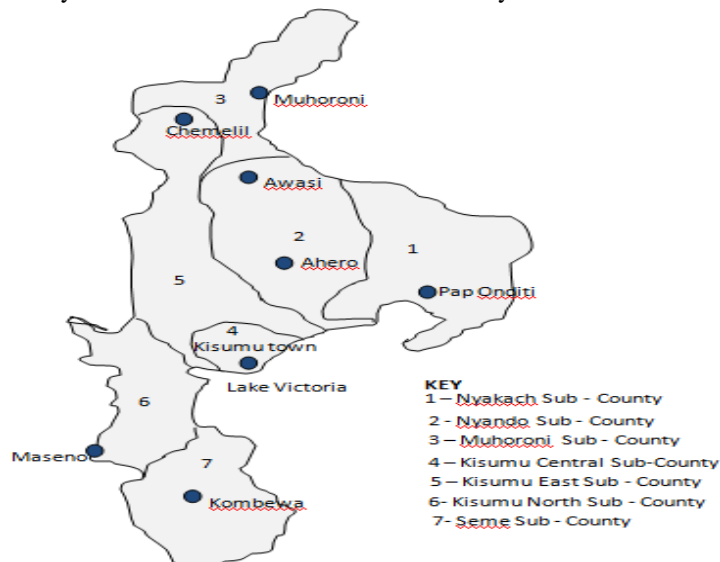 3
Muhoroni
Chemelil
Awasi
2
1
Ahero
5
Pap Onditi
4
Kisumu town
Lake Victoria
6
Maseno
7
Kombewa
KEY
1 – Nyakach Sub - County
2 - Nyando Sub - County
3 – Muhoroni Sub - County
4 – Kisumu Central Sub-County
5 – Kisumu East Sub - County
6- Kisumu North Sub - County
7- Seme Sub - County